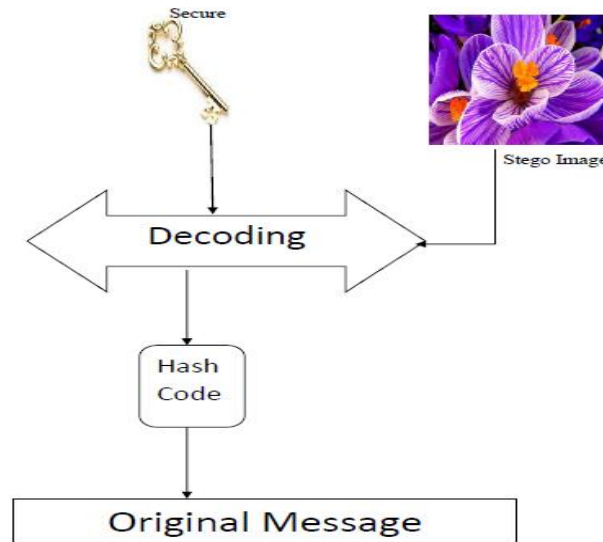 Secure
Stego Image
Decoding
Hash
Code
Original Message